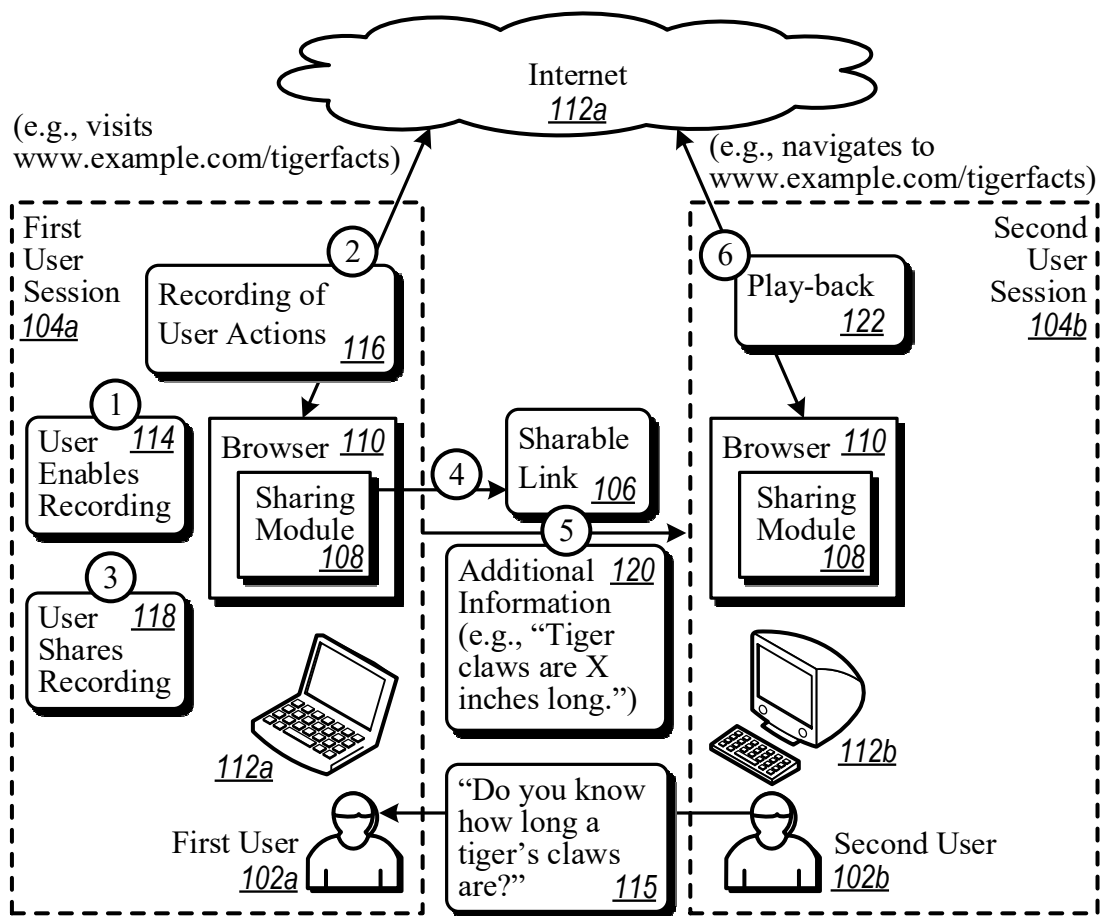 Internet
112a
(e.g., visits
www.example.com/tigerfacts)
(e.g., navigates to
www.example.com/tigerfacts)
First
User
Session
104a
2
Recording of
User Actions 116
1
User 114
Enables
Recording
3
User 118
Shares
Recording
Browser 110
Sharing
Module
108
4
Sharable
Link 106
5
Additional 120
Information
(e.g., “Tiger
claws are X
inches long.”)
Second
User
Session
104b
6
Play-back
122
Browser 110
Sharing
Module
108
112a
112b
First User
102a
“Do you know
how long a
tiger’s claws
are?” 115
Second User
102b